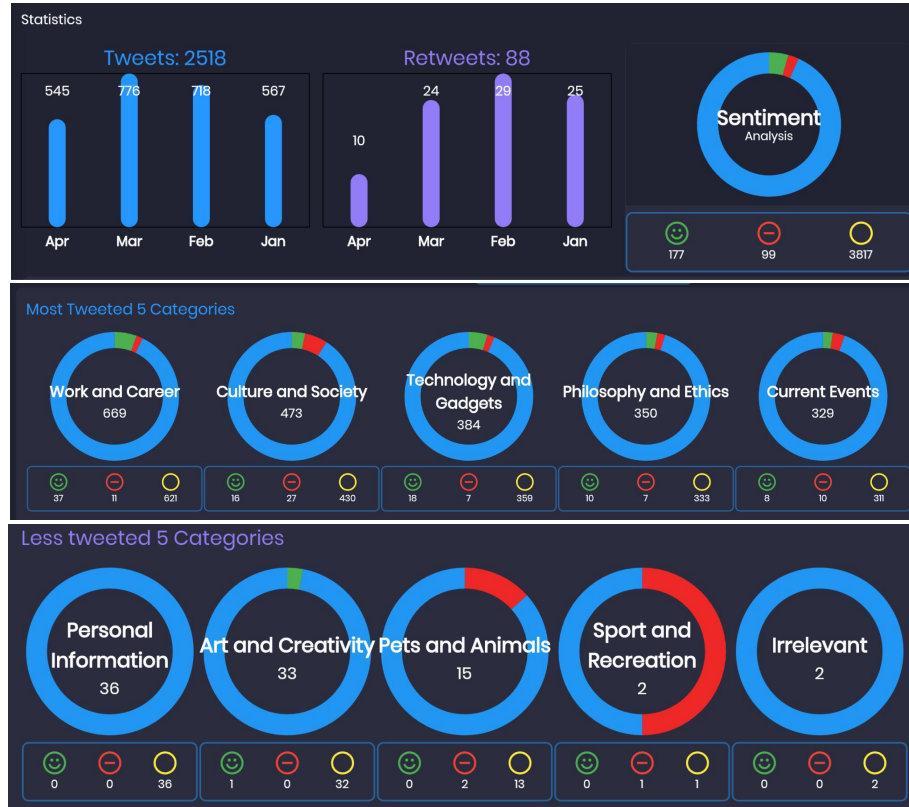 Statistics
Tweets: 2518
545 776 718 567
Apr Mar Feb Jan
Retweets: 88
10 24 29 25
Apr Mar Feb Jan
Sentiment
Analysis
177 99 3817
Most Tweeted 5 Categories
Work and Career
669
37 11 621
Culture and Society
473
16 27 430
Technology and
Gadgets
384
18 7 359
Philosophy and Ethics
350
10 7 333
Current Events
329
8 10 311
Less tweeted 5 Categories
Personal
Information
36
0 0 36
Art and Creativity
33
1 0 32
Pets and Animals
15
0 2 13
Sport and
Recreation
2
0 1 1
Irrelevant
2
0 0 2